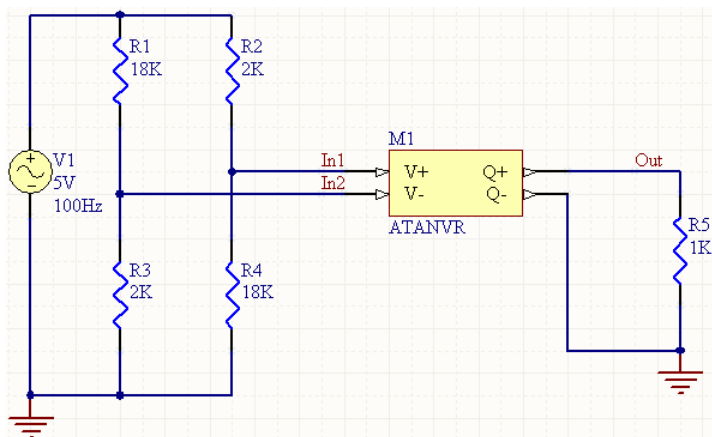 R1
18K
R2
2K
V1
5V
100Hz
In1
In2
M1
V+
V-
Q+
Q-
ATANVR
Out
R5
1K
R3
2K
R4
18K